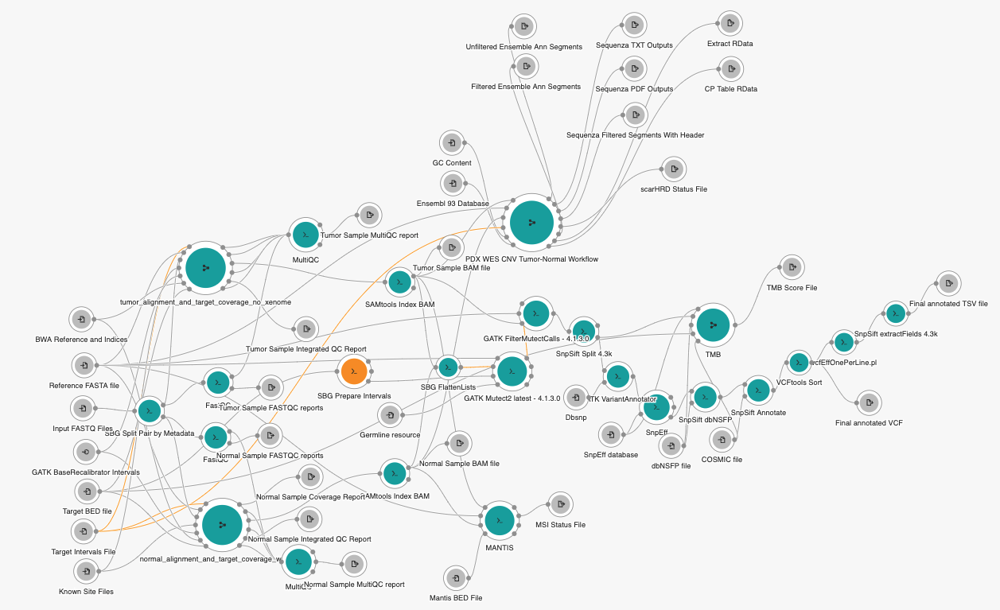 Unfiltered Ensemble Ann Segments
Sequenza TXT Outputs
Extract RData
Filtered Ensemble Ann Segments
Sequenza PDF Outputs
CP Table RData
Sequenza Filtered Segments With Header
GC Content
scarHRD Status File
Ensembl 93 Database
Tumor Sample MultiQC report
MultiQC
PDX WES CNV Tumor-Normal Workflow
Tumor Sample BAM file
TMB Score File
tumor_alignment_and_target_coverage_no_xenome
SAMtools Index BAM
Final annotated TSV file
BWA Reference and Indices
GATK FilterMutectCalls - 4.1.3.0
SnpSift extractFields 4.3k
Tumor Sample Integrated QC Report
SnpSift Split 4.3k
TMB
cfEffOnePerLine.pl
Reference FASTA file
SBG Prepare Intervals
SBG FlattenLists
GATK Mutect2 latest - 4.1.3.0
VCFtools Sort
Tumor Sample FASTQC reports
TK VariantAnnotator
Input FASTQ Files
SBG Split Pair by Metadata
Germline resource
Dbsnp
SnpEff
SnpSift dbNSFP
SnpSift Annotate
Final annotated VCF
FastQC
Normal Sample FASTQC reports
Normal Sample BAM file
SnpEff database
dbNSFP file
COSMIC file
GATK BaseRecalibrator Intervals
Normal Sample Coverage Report
AMtools Index BAM
Target BED file
MSI Status File
Normal Sample Integrated QC Report
MANTIS
Target Intervals File
normal_alignment_and_target_coverage_w
Known Site Files
MultiQC
Normal Sample MultiQC report
Mantis BED File